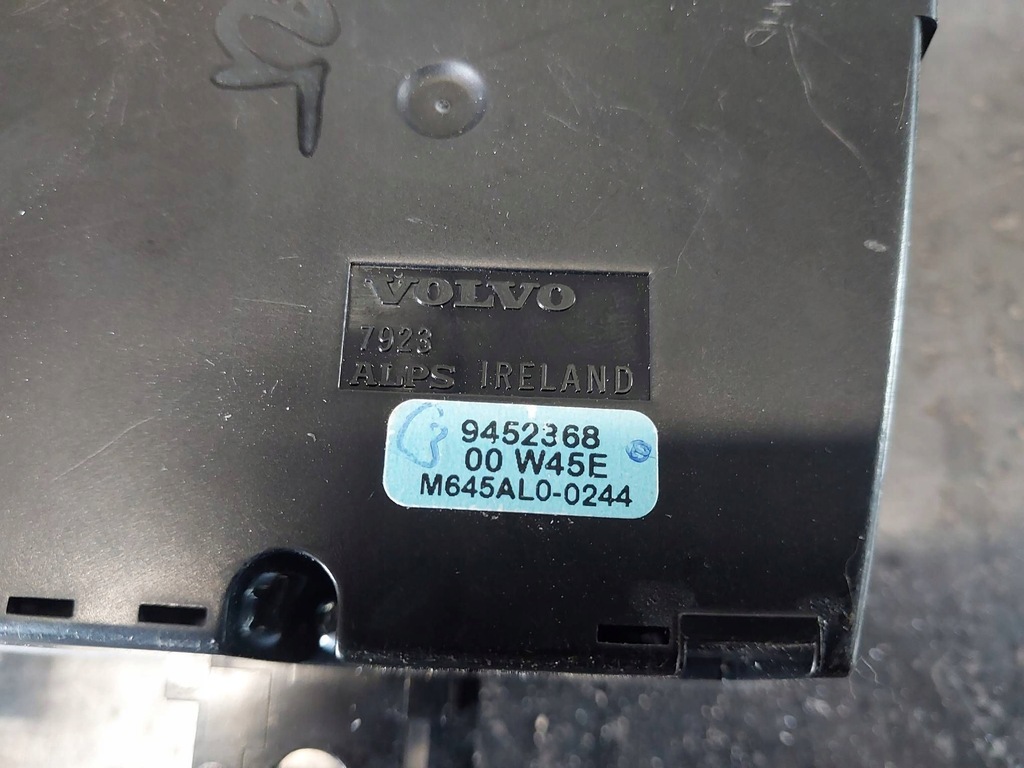 VOLVO
7923
ALPS IRELAND
9452368
00 W45E
M645AL0-0244